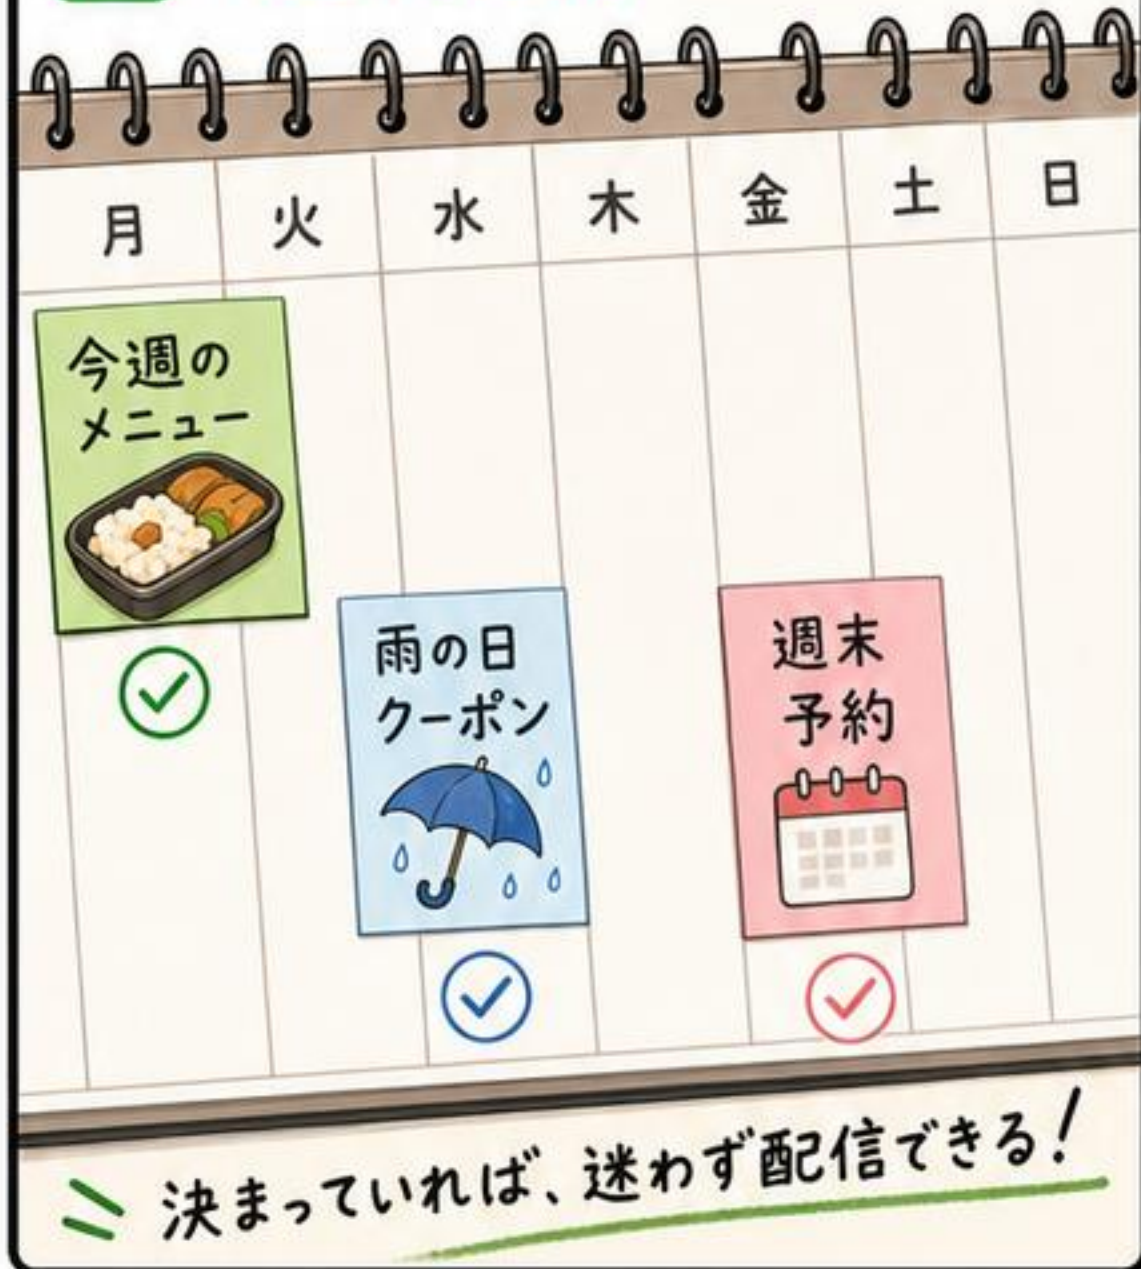 月 火 水 木 金 土 日
今週の
メニュー
雨の日
クーポン
週末
予約
決まっていれば、迷わず配信できる!